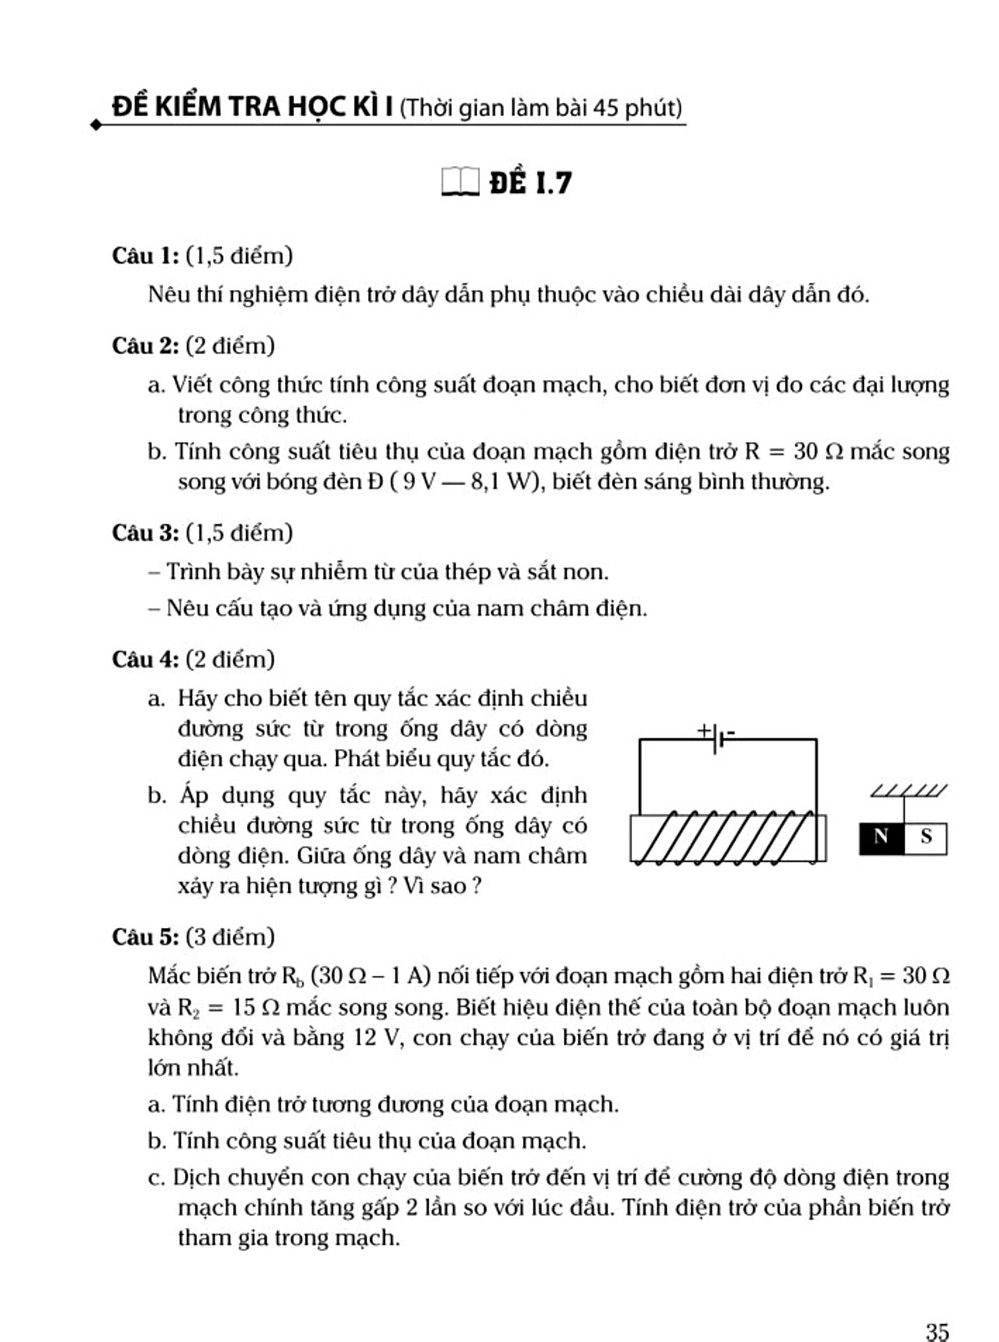 ĐỀ KIỂM TRA HỌC KÌ I (Thời gian làm bài 45 phút)
ĐỀ I.7
Câu 1: (1,5 điểm)
Nêu thí nghiệm điện trở dây dẫn phụ thuộc vào chiều dài dây dẫn đó.
Câu 2: (2 điểm)
a. Viết công thức tính công suất đoạn mạch, cho biết đơn vị đo các đại lượng
trong công thức.
b. Tính công suất tiêu thụ của đoạn mạch gồm điện trở R = 30 Ω mắc song
song với bóng đèn Đ ( 9 V — 8,1 W), biết đèn sáng bình thường.
Câu 3: (1,5 điểm)
– Trình bày sự nhiễm từ của thép và sắt non.
– Nêu cấu tạo và ứng dụng của nam châm điện.
Câu 4: (2 điểm)
a. Hãy cho biết tên quy tắc xác định chiều
đường sức từ trong ống dây có dòng
điện chạy qua. Phát biểu quy tắc đó.
b. Áp dụng quy tắc này, hãy xác định
chiều đường sức từ trong ống dây có
dòng điện. Giữa ống dây và nam châm
xảy ra hiện tượng gì ? Vì sao ?
+ -
N S
Câu 5: (3 điểm)
Mắc biến trở R_b (30 Ω – 1 A) nối tiếp với đoạn mạch gồm hai điện trở R₁ = 30 Ω
và R₂ = 15 Ω mắc song song. Biết hiệu điện thế của toàn bộ đoạn mạch luôn
không đổi và bằng 12 V, con chạy của biến trở đang ở vị trí để nó có giá trị
lớn nhất.
a. Tính điện trở tương đương của đoạn mạch.
b. Tính công suất tiêu thụ của đoạn mạch.
c. Dịch chuyển con chạy của biến trở đến vị trí để cường độ dòng điện trong
mạch chính tăng gấp 2 lần so với lúc đầu. Tính điện trở của phần biến trở
tham gia trong mạch.
35